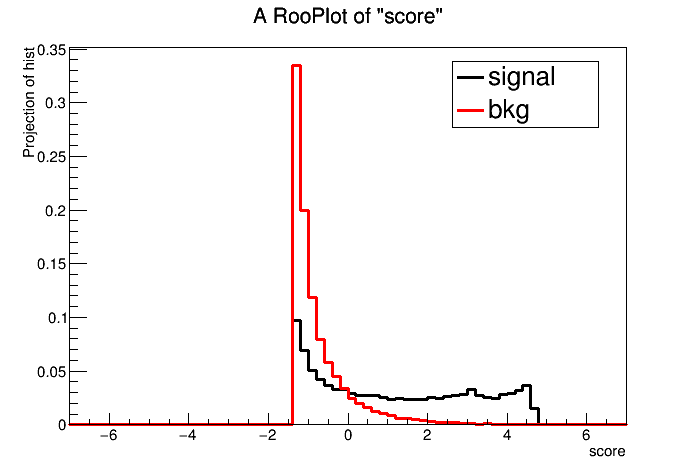 A RooPlot of "score"
Projection of hist
0.35
0.3
0.25
0.2
0.15
0.1
0.05
0
−6 −4 −2 0 2 4 6
score
signal
bkg